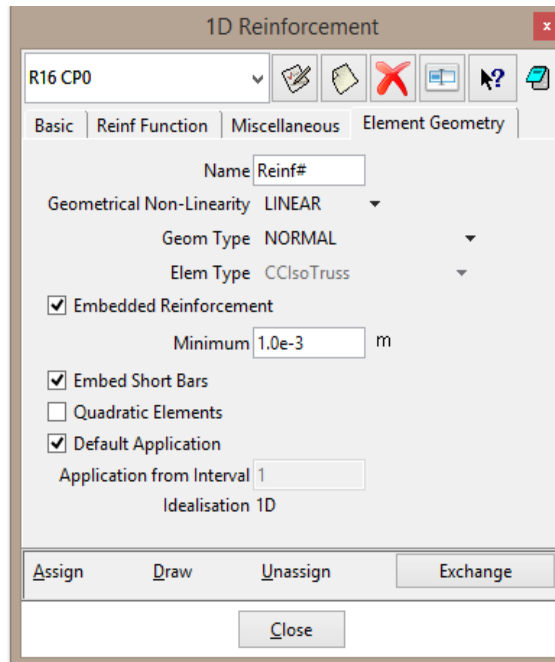 1D Reinforcement
x
R16 CP0
?
Basic Reinf Function Miscellaneous Element Geometry
Name Reinf#
Geometrical Non-Linearity LINEAR
Geom Type NORMAL
Elem Type CCIsoTruss
Embedded Reinforcement
Minimum 1.0e-3 m
Embed Short Bars
Quadratic Elements
Default Application
Application from Interval 1
Idealisation 1D
Assign Draw Unassign Exchange
Close